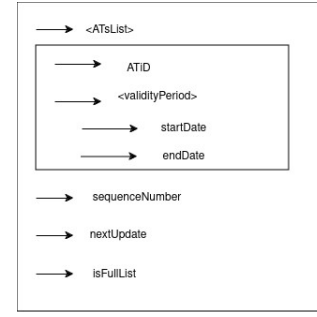 <ATsList>
ATiD
<validityPeriod>
startDate
endDate
sequenceNumber
nextUpdate
isFullList